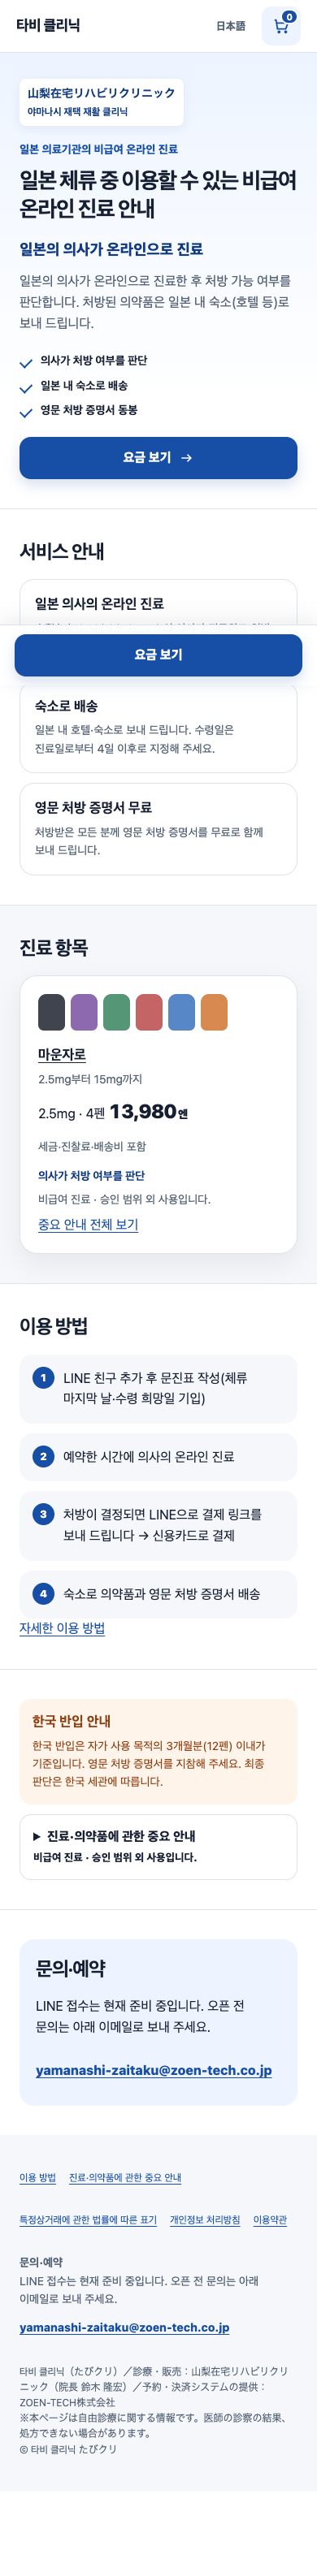 타비 클리닉
日本語
0
山梨在宅リハビリクリニック
야마나시 재택 재활 클리닉
일본 의료기관의 비급여 온라인 진료
일본 체류 중 이용할 수 있는 비급여
온라인 진료 안내
일본의 의사가 온라인으로 진료
일본의 의사가 온라인으로 진료한 후 처방 가능 여부를
판단합니다. 처방된 의약품은 일본 내 숙소(호텔 등)로
보내 드립니다.
의사가 처방 여부를 판단
일본 내 숙소로 배송
영문 처방 증명서 동봉
요금 보기 →
서비스 안내
일본 의사의 온라인 진료
요금 보기
숙소로 배송
일본 내 호텔·숙소로 보내 드립니다. 수령일은
진료일로부터 4일 이후로 지정해 주세요.
영문 처방 증명서 무료
처방받은 모든 분께 영문 처방 증명서를 무료로 함께
보내 드립니다.
진료 항목
마운자로
2.5mg부터 15mg까지
2.5mg · 4펜 13,980엔
세금·진찰료·배송비 포함
의사가 처방 여부를 판단
비급여 진료 · 승인 범위 외 사용입니다.
중요 안내 전체 보기
이용 방법
1 LINE 친구 추가 후 문진표 작성(체류
마지막 날·수령 희망일 기입)
2 예약한 시간에 의사의 온라인 진료
3 처방이 결정되면 LINE으로 결제 링크를
보내 드립니다 → 신용카드로 결제
4 숙소로 의약품과 영문 처방 증명서 배송
자세한 이용 방법
한국 반입 안내
한국 반입은 자가 사용 목적의 3개월분(12펜) 이내가
기준입니다. 영문 처방 증명서를 지참해 주세요. 최종
판단은 한국 세관에 따릅니다.
▶ 진료·의약품에 관한 중요 안내
비급여 진료 · 승인 범위 외 사용입니다.
문의·예약
LINE 접수는 현재 준비 중입니다. 오픈 전
문의는 아래 이메일로 보내 주세요.
yamanashi-zaitaku@zoen-tech.co.jp
이용 방법 진료·의약품에 관한 중요 안내
특정상거래에 관한 법률에 따른 표기 개인정보 처리방침 이용약관
문의·예약
LINE 접수는 현재 준비 중입니다. 오픈 전 문의는 아래
이메일로 보내 주세요.
yamanashi-zaitaku@zoen-tech.co.jp
타비 클리닉（たびクリ）／診療・販売：山梨在宅リハビリクリ
ニック（院長 鈴木 隆宏）／予約・決済システムの提供：
ZOEN-TECH株式会社
※本ページは自由診療に関する情報です。医師の診察の結果、
処方できない場合があります。
© 타비 클리닉 たびクリ